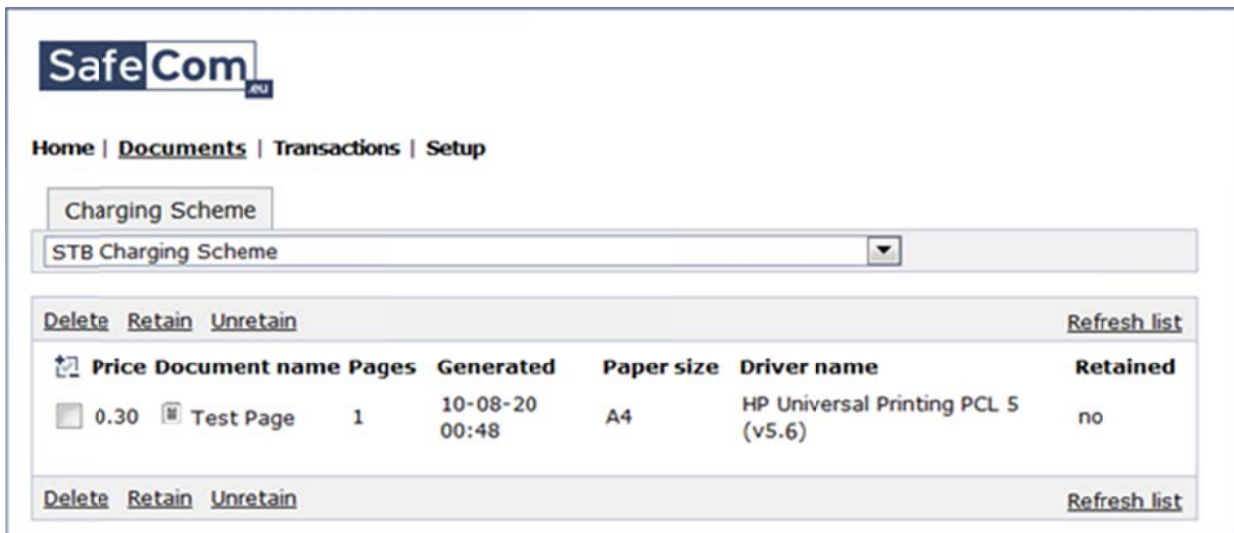 SafeCom
.eu
Home | Documents | Transactions | Setup
Charging Scheme
STB Charging Scheme
Delete Retain Unretain Refresh list
Price Document name Pages Generated Paper size Driver name Retained
0.30 Test Page 1 10-08-20 00:48 A4 HP Universal Printing PCL 5 (v5.6) no
Delete Retain Unretain Refresh list